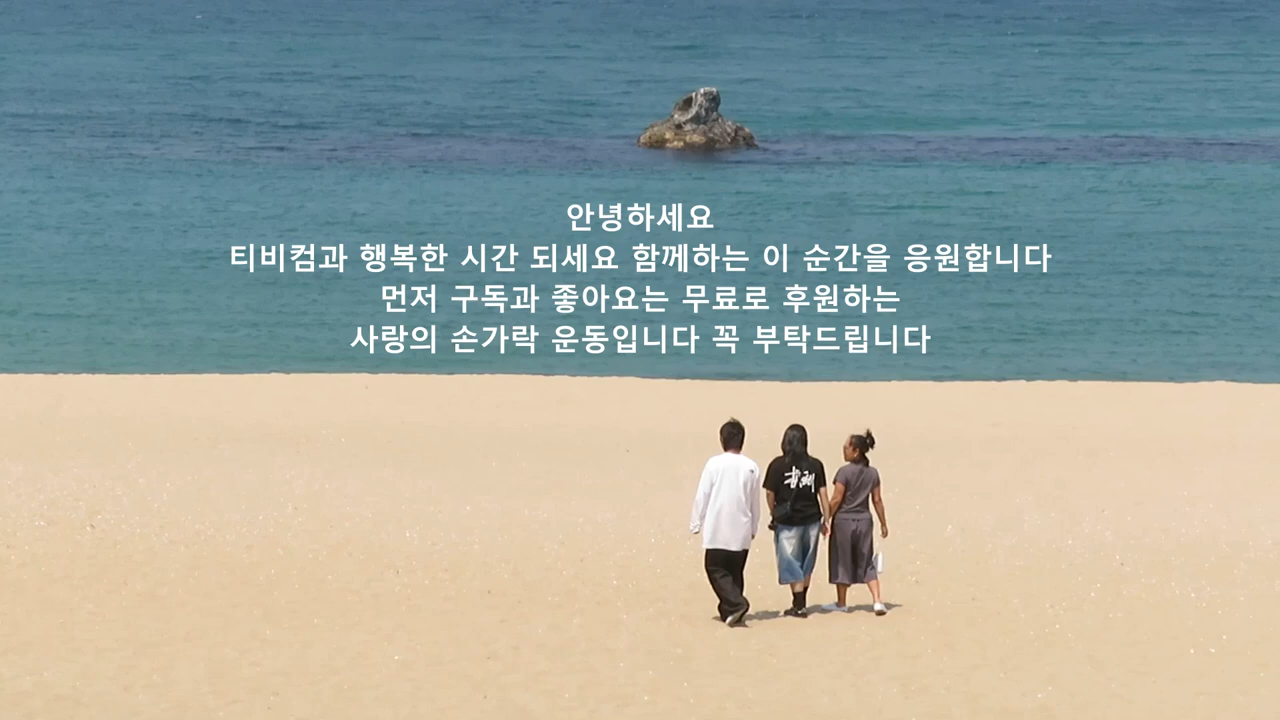 안녕하세요
티비컴과 행복한 시간 되세요 함께하는 이 순간을 응원합니다
먼저 구독과 좋아요는 무료로 후원하는
사랑의 손가락 운동입니다 꼭 부탁드립니다